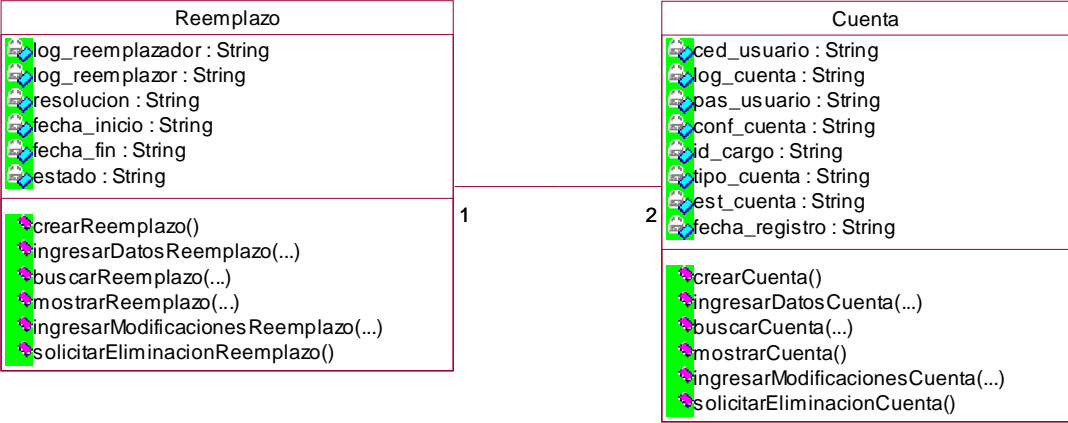 Reemplazo
log_reemplazador : String
log_reemplazor : String
resolucion : String
fecha_inicio : String
fecha_fin : String
estado : String
crearReemplazo()
ingresarDatosReemplazo(...)
buscarReemplazo(...)
mostrarReemplazo(...)
ingresarModificacionesReemplazo(...)
solicitarEliminacionReemplazo()
1
2
Cuenta
ced_usuario : String
log_cuenta : String
pas_usuario : String
conf_cuenta : String
id_cargo : String
tipo_cuenta : String
est_cuenta : String
fecha_registro : String
crearCuenta()
ingresarDatosCuenta(...)
buscarCuenta(...)
mostrarCuenta()
ingresarModificacionesCuenta(...)
solicitarEliminacionCuenta()